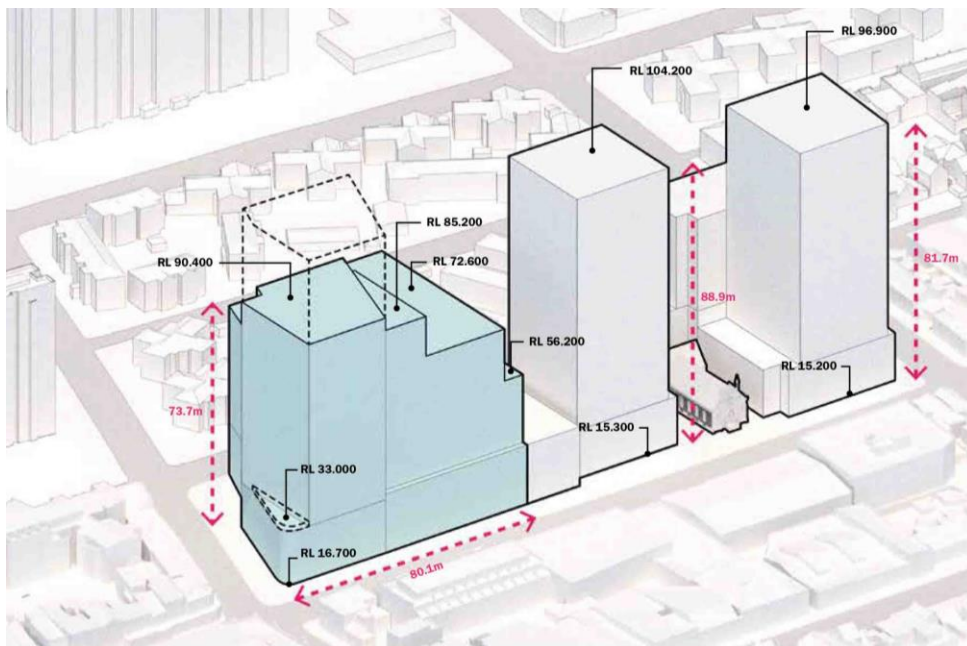 RL 96.900
RL 104.200
RL 85.200
RL 90.400
RL 72.600
81.7m
88.9m
RL 56.200
RL 15.200
73.7m
RL 15.300
RL 33.000
RL 16.700
80.1m